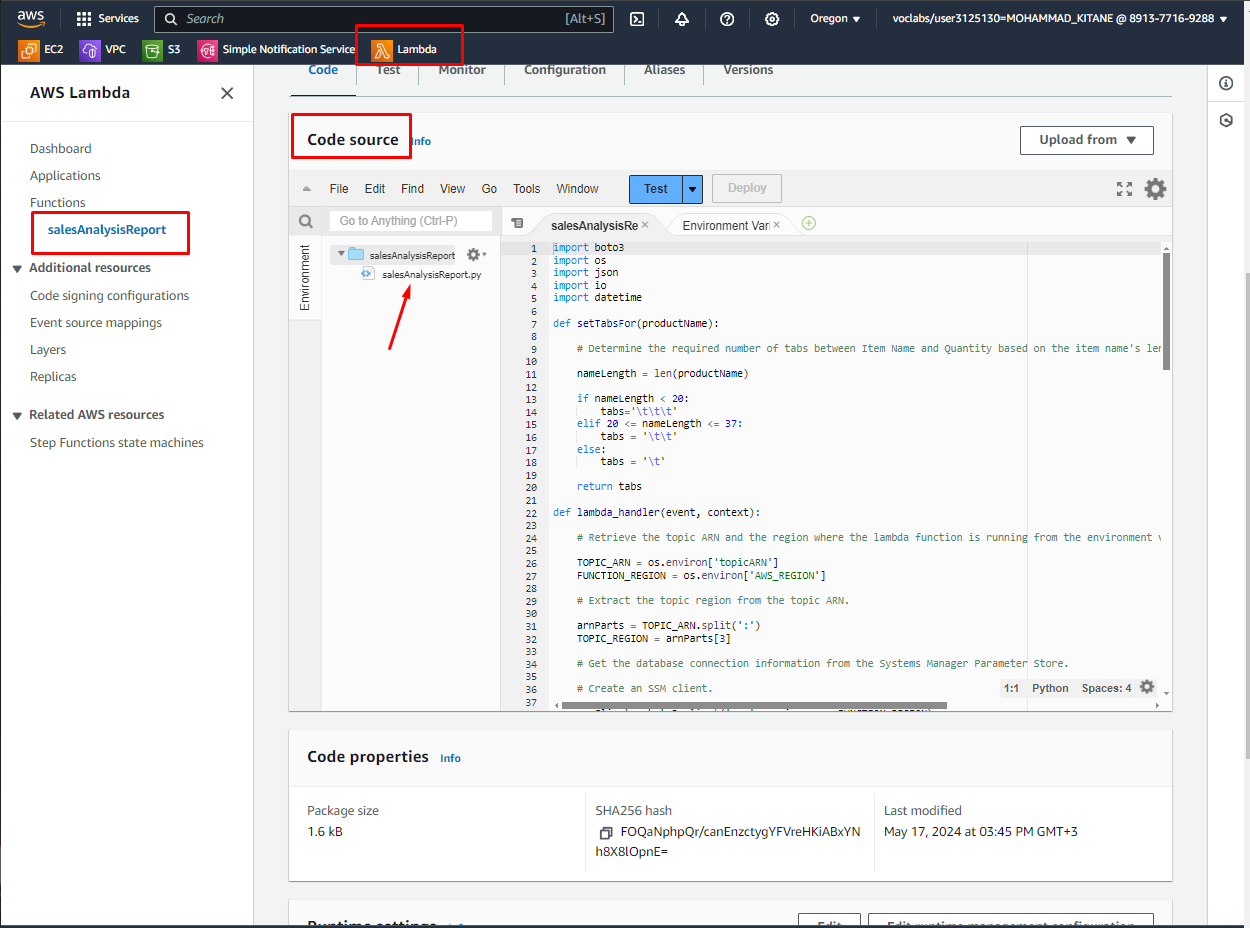 aws
Services
Search [Alt+S]
Oregon
voclabs/user3125130=MOHAMMAD_KITANE @ 8913-7716-9288
EC2 VPC S3 Simple Notification Service Lambda
AWS Lambda
Dashboard
Applications
Functions
salesAnalysisReport
Additional resources
Code signing configurations
Event source mappings
Layers
Replicas
Related AWS resources
Step Functions state machines
Code Test Monitor Configuration Aliases Versions
Code source Info
Upload from
File Edit Find View Go Tools Window Test Deploy
Go to Anything (Ctrl-P)
salesAnalysisRe Environment Vari
Environment
salesAnalysisReport
salesAnalysisReport.py
1 import boto3
2 import os
3 import json
4 import io
5 import datetime
6
7 def setTabsFor(productName):
8
9 # Determine the required number of tabs between Item Name and Quantity based on the item name's len
10
11 nameLength = len(productName)
12
13 if nameLength < 20:
14 tabs='\t\t\t'
15 elif 20 <= nameLength <= 37:
16 tabs = '\t\t'
17 else:
18 tabs = '\t'
19
20 return tabs
21
22 def lambda_handler(event, context):
23
24 # Retrieve the topic ARN and the region where the lambda function is running from the environment v
25
26 TOPIC_ARN = os.environ['topicARN']
27 FUNCTION_REGION = os.environ['AWS_REGION']
28
29 # Extract the topic region from the topic ARN.
30
31 arnParts = TOPIC_ARN.split(':')
32 TOPIC_REGION = arnParts[3]
33
34 # Get the database connection information from the Systems Manager Parameter Store.
35
36 # Create an SSM client.
37
1:1 Python Spaces: 4
Code properties Info
Package size
1.6 kB
SHA256 hash
FOQaNphpQr/canEnzctygYFVreHKiABxYN
h8X8lOpnE=
Last modified
May 17, 2024 at 03:45 PM GMT+3
Runtime settings Info
Edit
Edit runtime management configuration